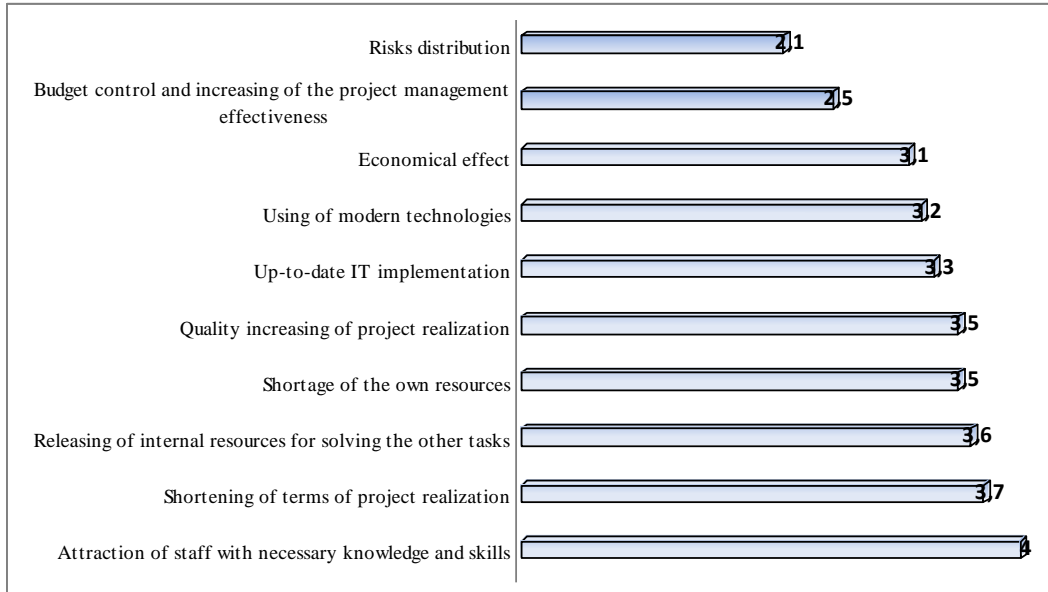 Risks distribution
2,1
Budget control and increasing of the project management
effectiveness
2,5
Economical effect
3,1
Using of modern technologies
3,2
Up-to-date IT implementation
3,3
Quality increasing of project realization
3,5
Shortage of the own resources
3,5
Releasing of internal resources for solving the other tasks
3,6
Shortening of terms of project realization
3,7
Attraction of staff with necessary knowledge and skills
4